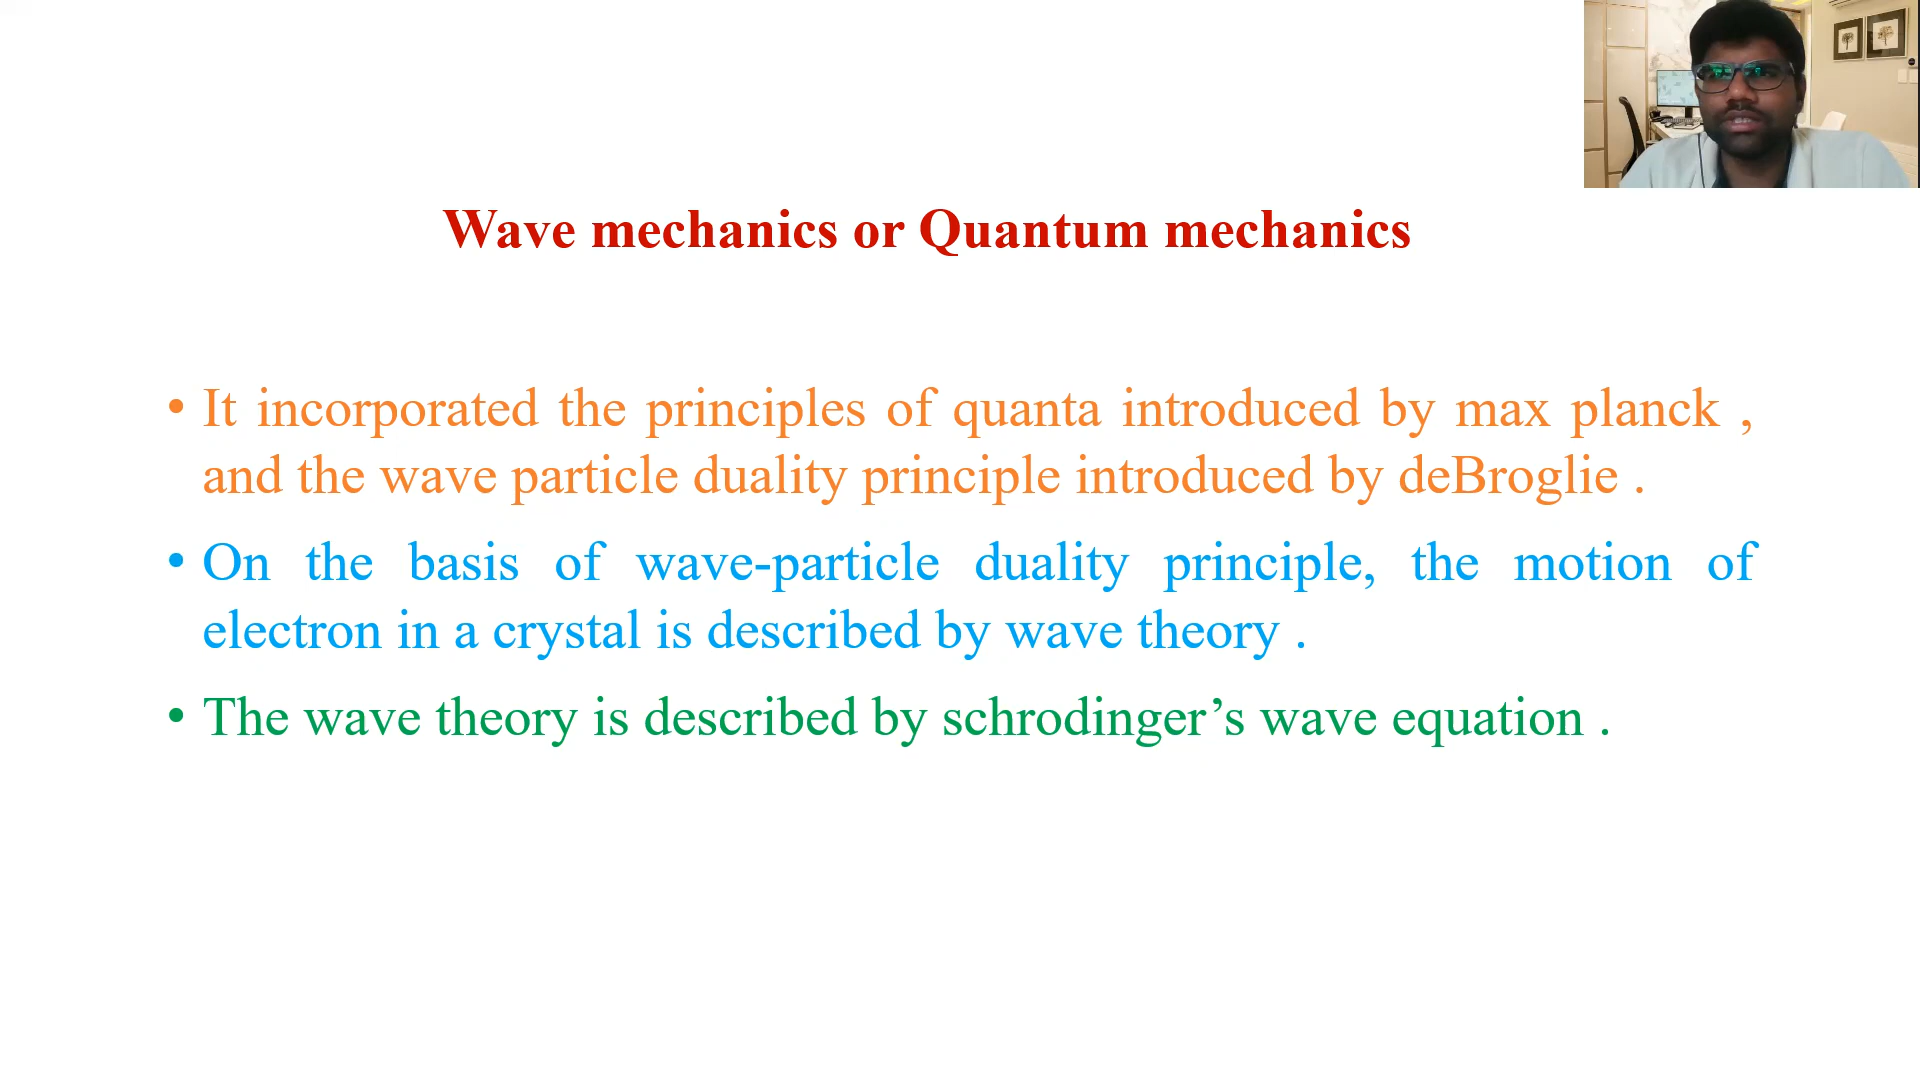 Wave mechanics or Quantum mechanics
• It incorporated the principles of quanta introduced by max planck ,
and the wave particle duality principle introduced by deBroglie .
• On the basis of wave-particle duality principle, the motion of
electron in a crystal is described by wave theory .
• The wave theory is described by schrodinger’s wave equation .